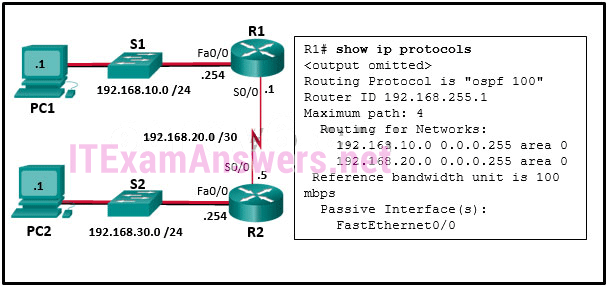 S1
Fa0/0
R1
.1
.254
PC1
192.168.10.0 /24
S0/0
.1
192.168.20.0 /30
ITExamAnswers.net
S0/0
.1
S2
Fa0/0
.5
.254
PC2
192.168.30.0 /24
R2
R1# show ip protocols
<output omitted>
Routing Protocol is "ospf 100"
Router ID 192.168.255.1
Maximum path: 4
Routing for Networks:
192.168.10.0 0.0.0.255 area 0
192.168.20.0 0.0.0.255 area 0
Reference bandwidth unit is 100
mbps
Passive Interface(s):
FastEthernet0/0